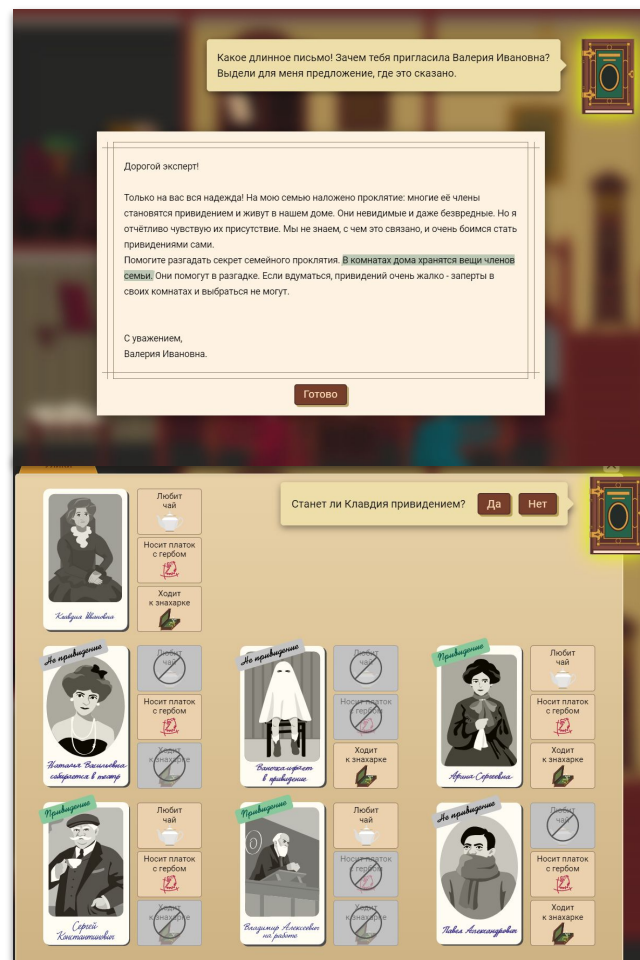 Какое длинное письмо! Зачем тебя пригласила Валерия Ивановна?
Выдели для меня предложение, где это сказано.
Дорогой эксперт!
Только на вас вся надежда! На мою семью наложено проклятие: многие её члены
становятся привидением и живут в нашем доме. Они невидимые и даже безвредные. Но я
отчётливо чувствую их присутствие. Мы не знаем, с чем это связано, и очень боимся стать
привидениями сами.
Помогите разгадать секрет семейного проклятия. В комнатах дома хранятся вещи членов
семьи. Они помогут в разгадке. Если вдуматься, привидений очень жалко - заперты в
своих комнатах и выбраться не могут.
С уважением,
Валерия Ивановна.
Готово
Станет ли Клавдия привидением?
Да
Нет
Любит
чай
Носит платок
с гербом
Ходит
к знахарке
Клавдия Ивановна
Не привидение
Любит
чай
Носит платок
с гербом
Ходит
к знахарке
Наталья Васильевна
собирается в театр
Не привидение
Любит
чай
Носит платок
с гербом
Ходит
к знахарке
Ваночка играет
в привидение
Привидение
Любит
чай
Носит платок
с гербом
Ходит
к знахарке
Арина Сергеевна
Привидение
Любит
чай
Носит платок
с гербом
Ходит
к знахарке
Сергей
Константинович
Привидение
Любит
чай
Носит платок
с гербом
Ходит
к знахарке
Владимир Алексеевич
на работе
Не привидение
Любит
чай
Носит платок
с гербом
Ходит
к знахарке
Павел Александрович